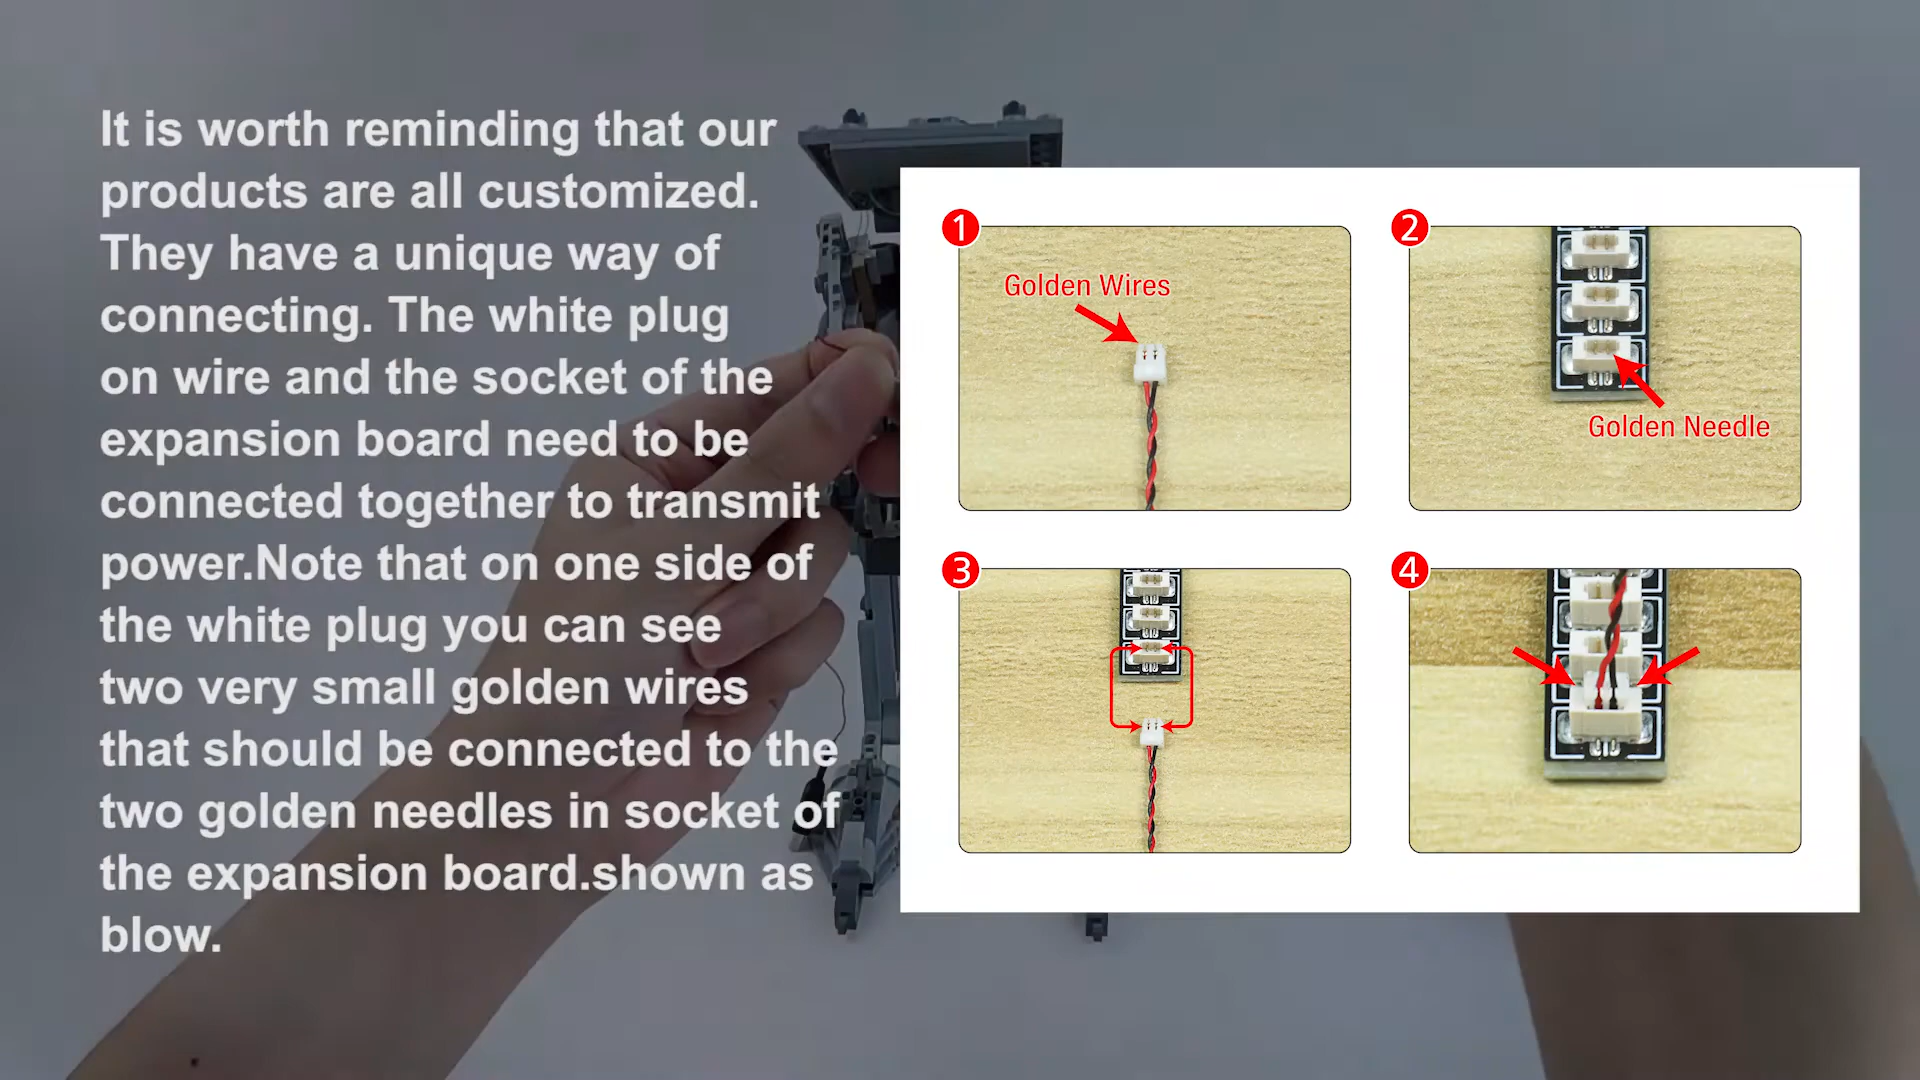 It is worth reminding that our
products are all customized.
They have a unique way of
connecting. The white plug
on wire and the socket of the
expansion board need to be
connected together to transmit
power.Note that on one side of
the white plug you can see
two very small golden wires
that should be connected to the
two golden needles in socket of
the expansion board.shown as
blow.
1
Golden Wires
2
Golden Needle
3
4